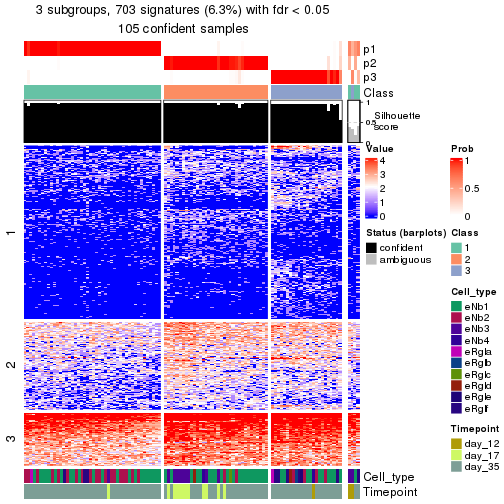 3 subgroups, 703 signatures (6.3%) with fdr < 0.05
105 confident samples
p1
p2
p3
Class
1
0.5
0
Silhouette
score
1
2
3
Cell_type
Timepoint
Value
4
3
2
1
0
Prob
1
0.5
0
Status (barplots)
confident
ambiguous
Class
1
2
3
Cell_type
eNb1
eNb2
eNb3
eNb4
eRgla
eRglb
eRglc
eRgld
eRgle
eRglf
Timepoint
day_12
day_17
day_35